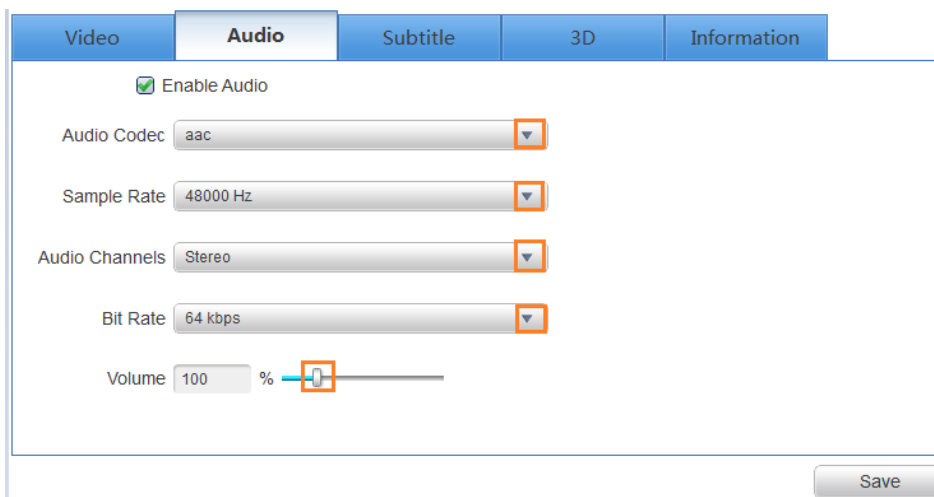 Video Audio Subtitle 3D Information
Enable Audio
Audio Codec aac
Sample Rate 48000 Hz
Audio Channels Stereo
Bit Rate 64 kbps
Volume 100 %
Save